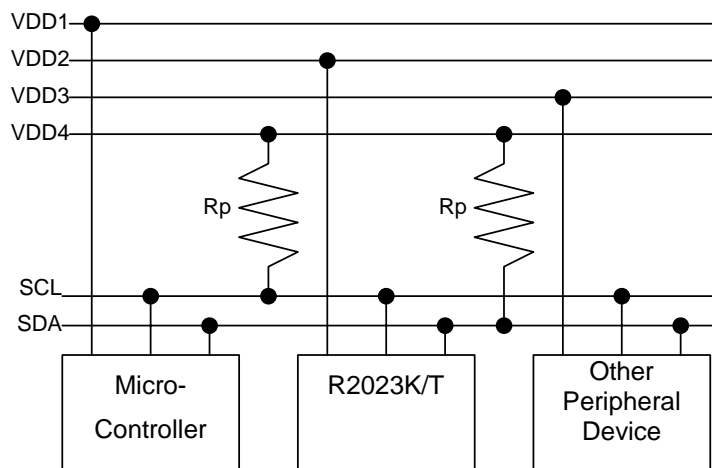 VDD1
VDD2
VDD3
VDD4
Rp
Rp
SCL
SDA
Micro-
Controller
R2023K/T
Other
Peripheral
Device